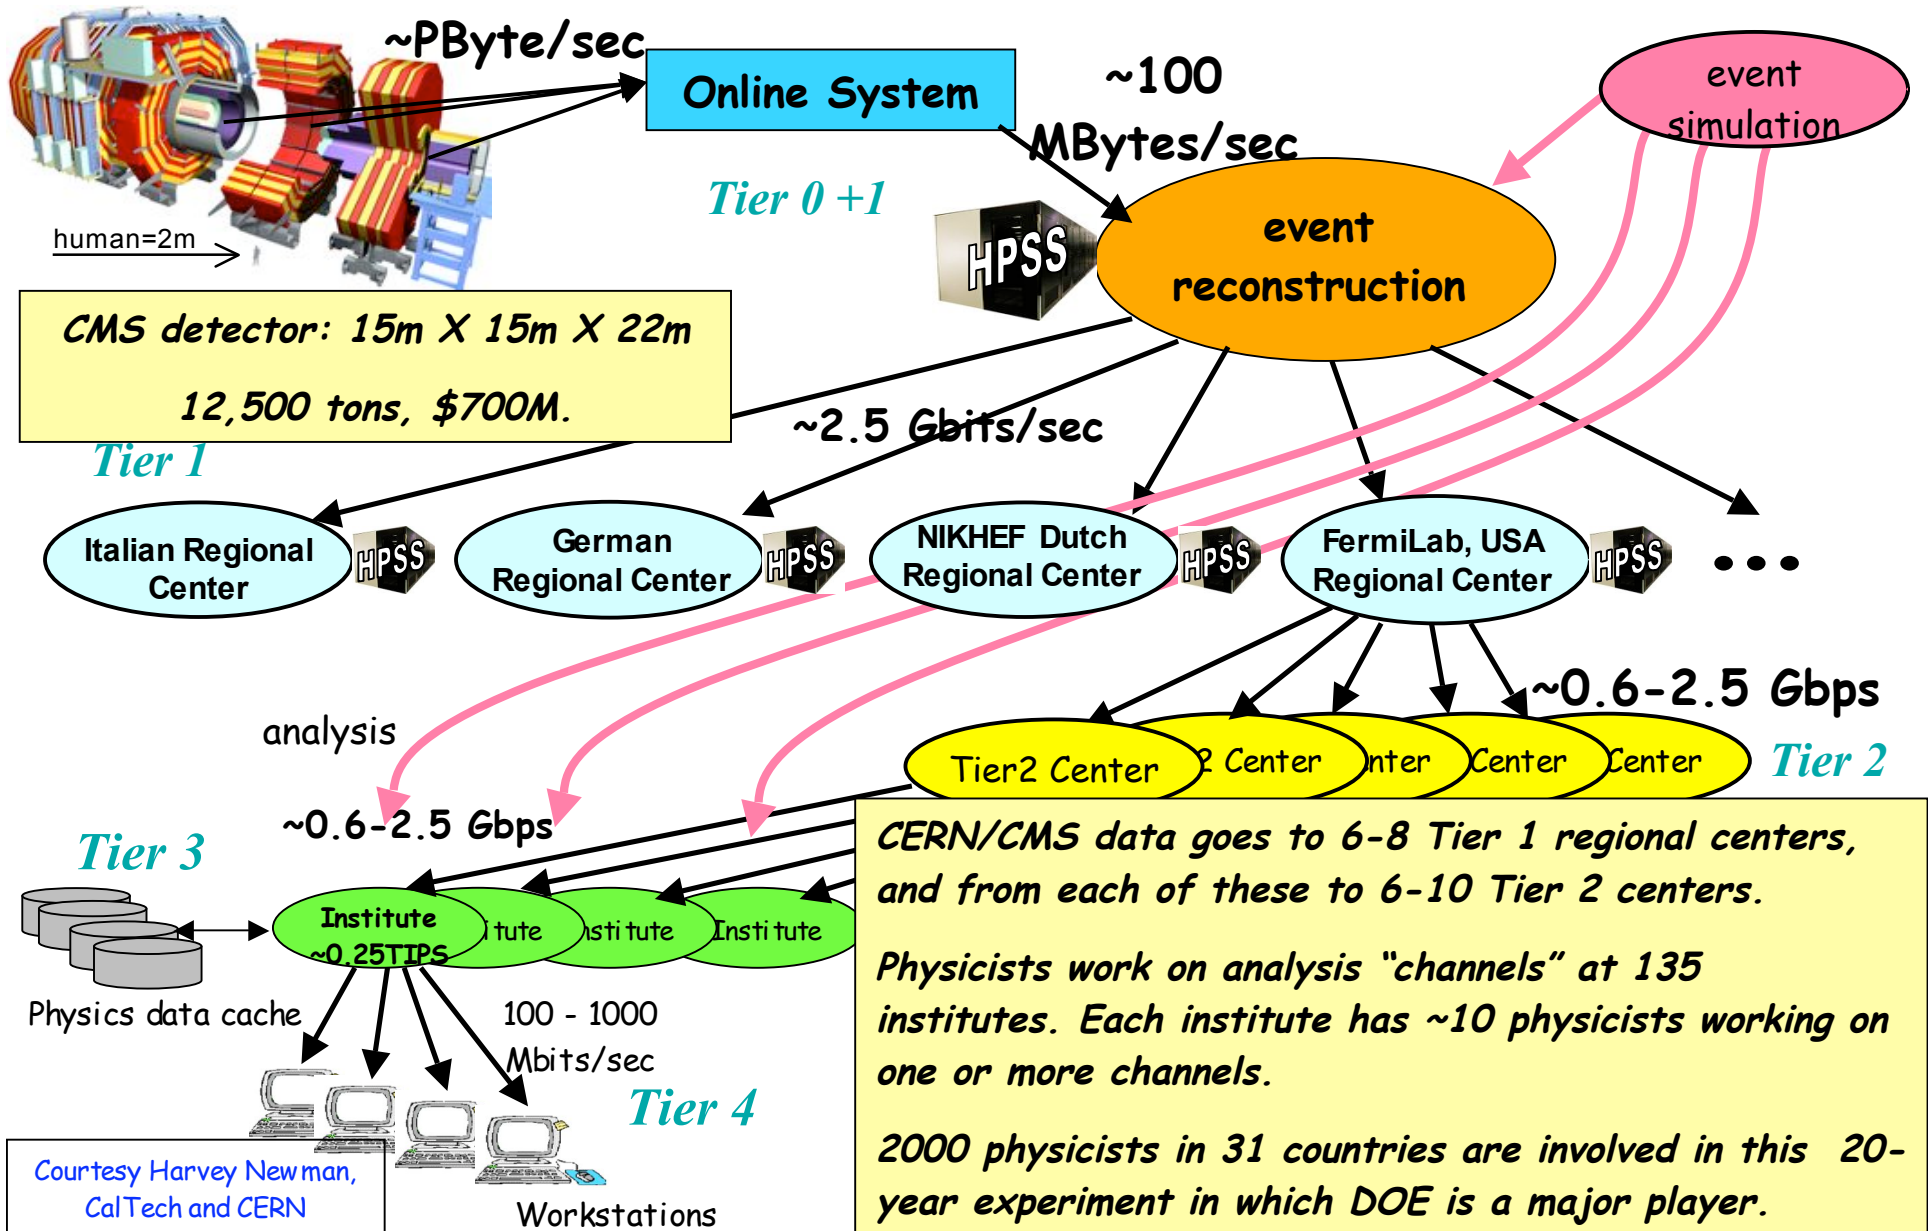 ~PByte/sec
Online System
~100
MBytes/sec
event
simulation
Tier 0 +1
HPSS
event
reconstruction
human=2m
CMS detector: 15m X 15m X 22m
12,500 tons, $700M.
~2.5 Gbits/sec
Tier 1
Italian Regional
Center
HPSS
German
Regional Center
HPSS
NIKHEF Dutch
Regional Center
HPSS
FermiLab, USA
Regional Center
HPSS
...
~0.6-2.5 Gbps
analysis
Tier2 Center
2 Center
nter
Center
Center
Tier 2
~0.6-2.5 Gbps
Tier 3
Institute
~0.25TIPS
itute
nstitute
Institute
Physics data cache
100 - 1000
Mbits/sec
Tier 4
Workstations
CERN/CMS data goes to 6-8 Tier 1 regional centers,
and from each of these to 6-10 Tier 2 centers.
Physicists work on analysis “channels” at 135
institutes. Each institute has ~10 physicists working on
one or more channels.
2000 physicists in 31 countries are involved in this 20-
year experiment in which DOE is a major player.
Courtesy Harvey Newman,
CalTech and CERN